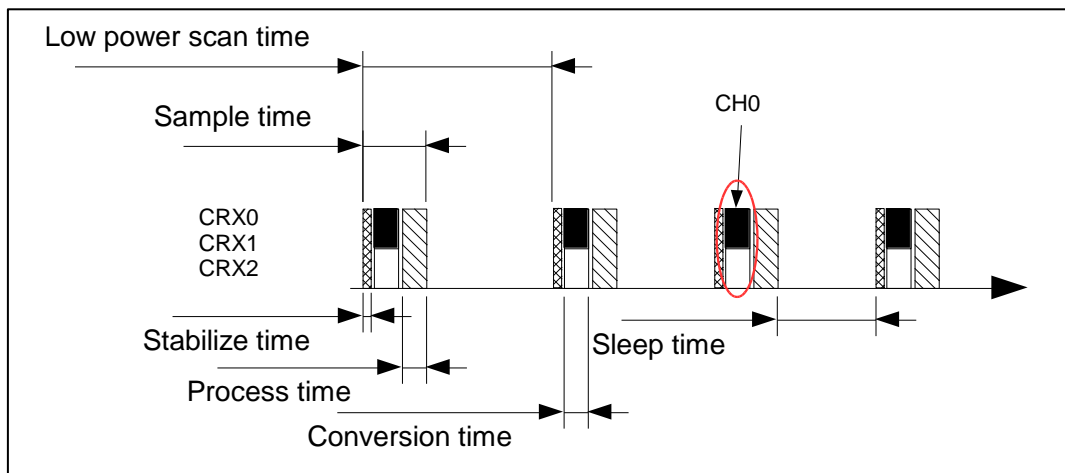 Low power scan time
CH0
Sample time
CRX0
CRX1
CRX2
Stabilize time
Sleep time
Process time
Conversion time